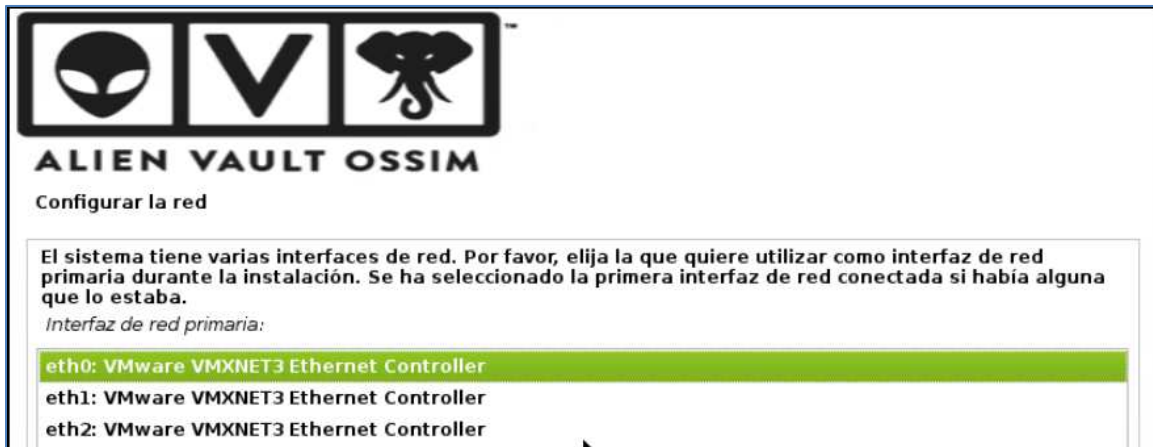 V
™
ALIEN VAULT OSSIM
Configurar la red
El sistema tiene varias interfaces de red. Por favor, elija la que quiere utilizar como interfaz de red
primaria durante la instalación. Se ha seleccionado la primera interfaz de red conectada si había alguna
que lo estaba.
Interfaz de red primaria:
eth0: VMware VMXNET3 Ethernet Controller
eth1: VMware VMXNET3 Ethernet Controller
eth2: VMware VMXNET3 Ethernet Controller